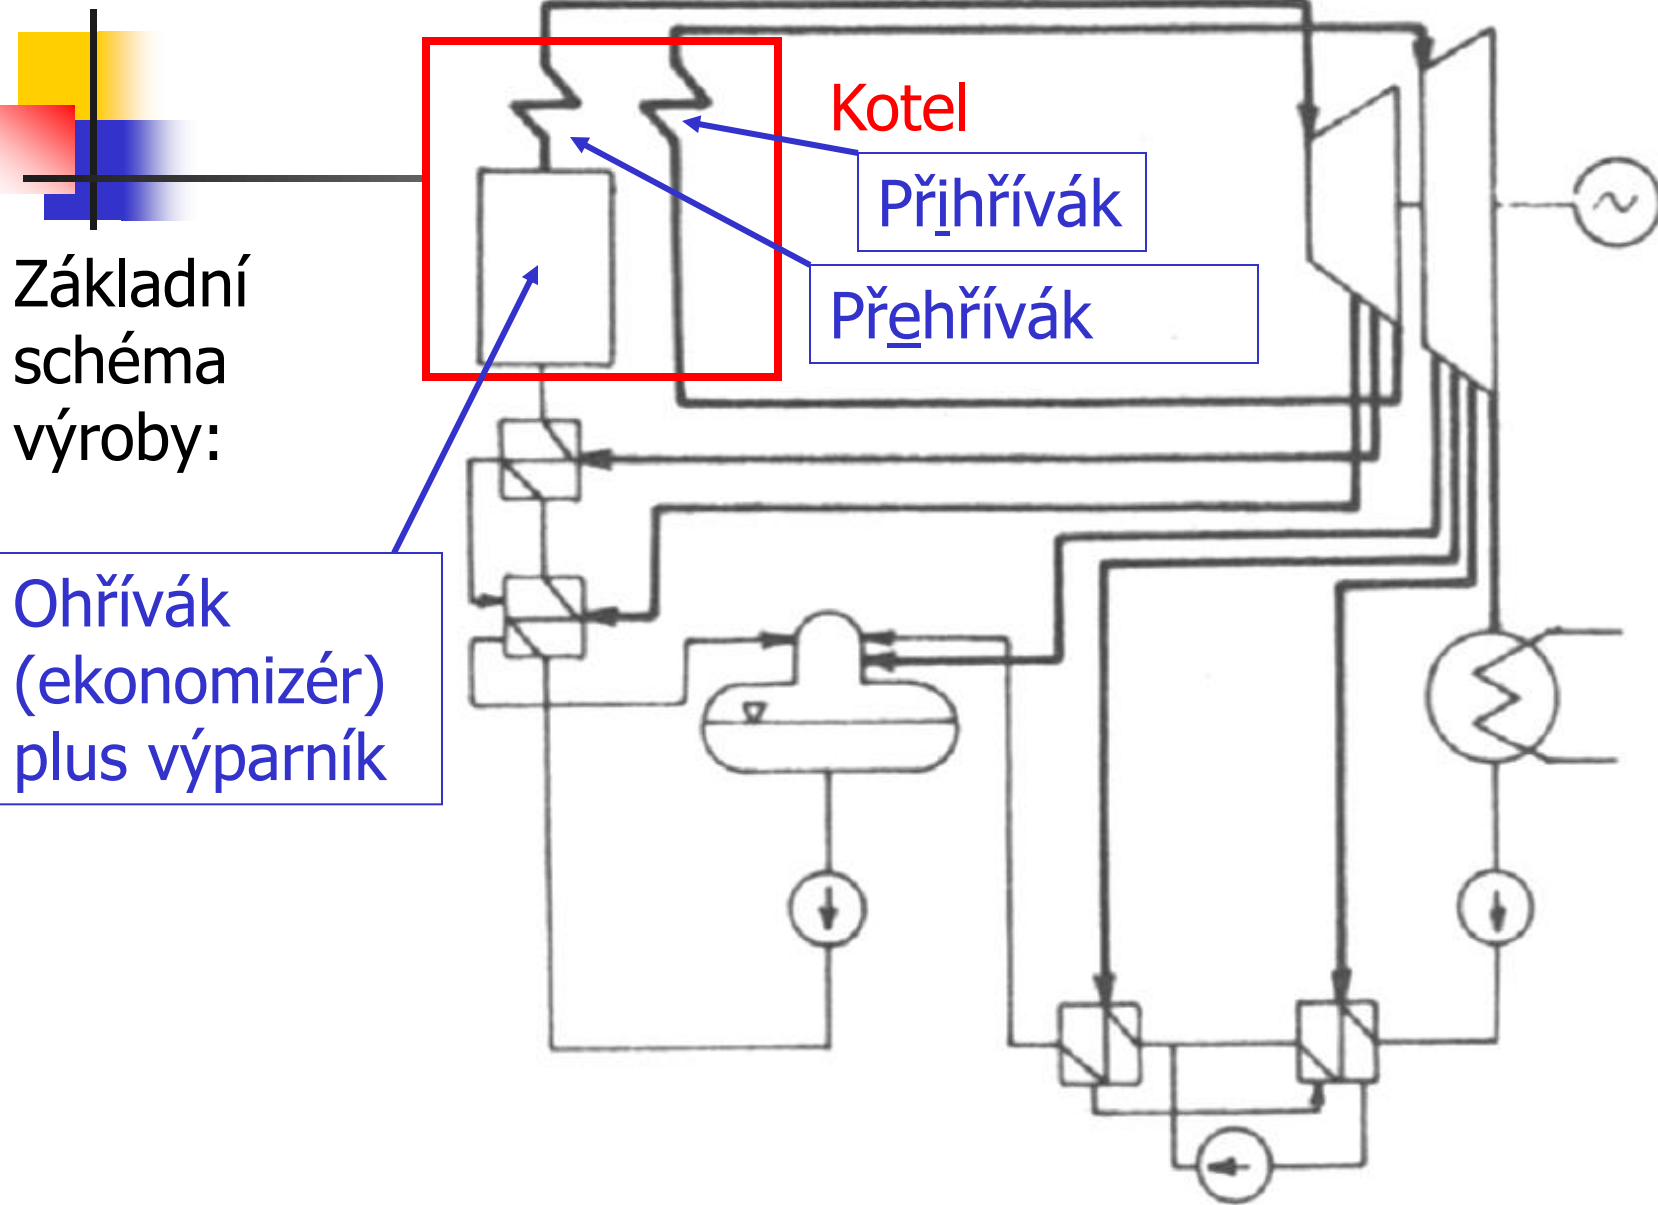 Kotel
Přihřívák
Přehřívák
Základní
schéma
výroby:
Ohřívák
(ekonomizér)
plus výparník